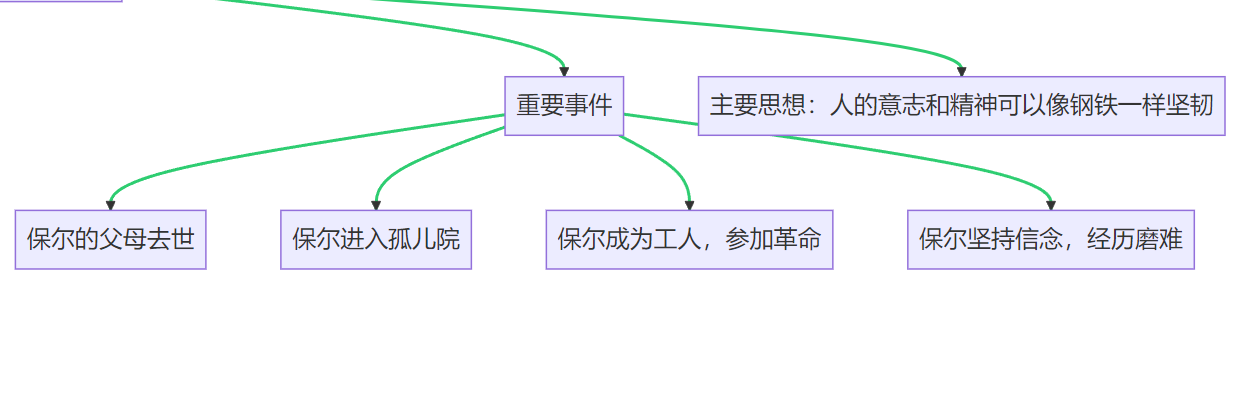 重要事件
主要思想：人的意志和精神可以像钢铁一样坚韧
保尔的父母去世
保尔进入孤儿院
保尔成为工人，参加革命
保尔坚持信念，经历磨难